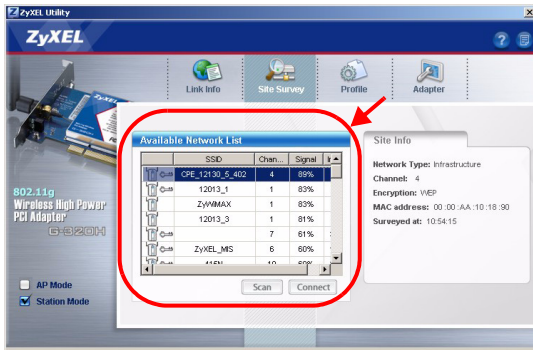 ZyXEL Utility
ZyXEL
Link Info
Site Survey
Profile
Adapter
ZyXEL
802.11g
Wireless High Power
PCI Adapter
G-320H
AP Mode
Station Mode
Available Network List
SSID Chan... Signal
CPE_12130_5_402 4 89%
12013_1 1 83%
ZyWiMAX 1 83%
12013_3 1 81%
7 61%
ZyXEL_MIS 6 60%
10 60%
Scan
Connect
Site Info
Network Type: Infrastructure
Channel: 4
Encryption: WEP
MAC address: 00:00:AA:10:18:90
Surveyed at: 10:54:15